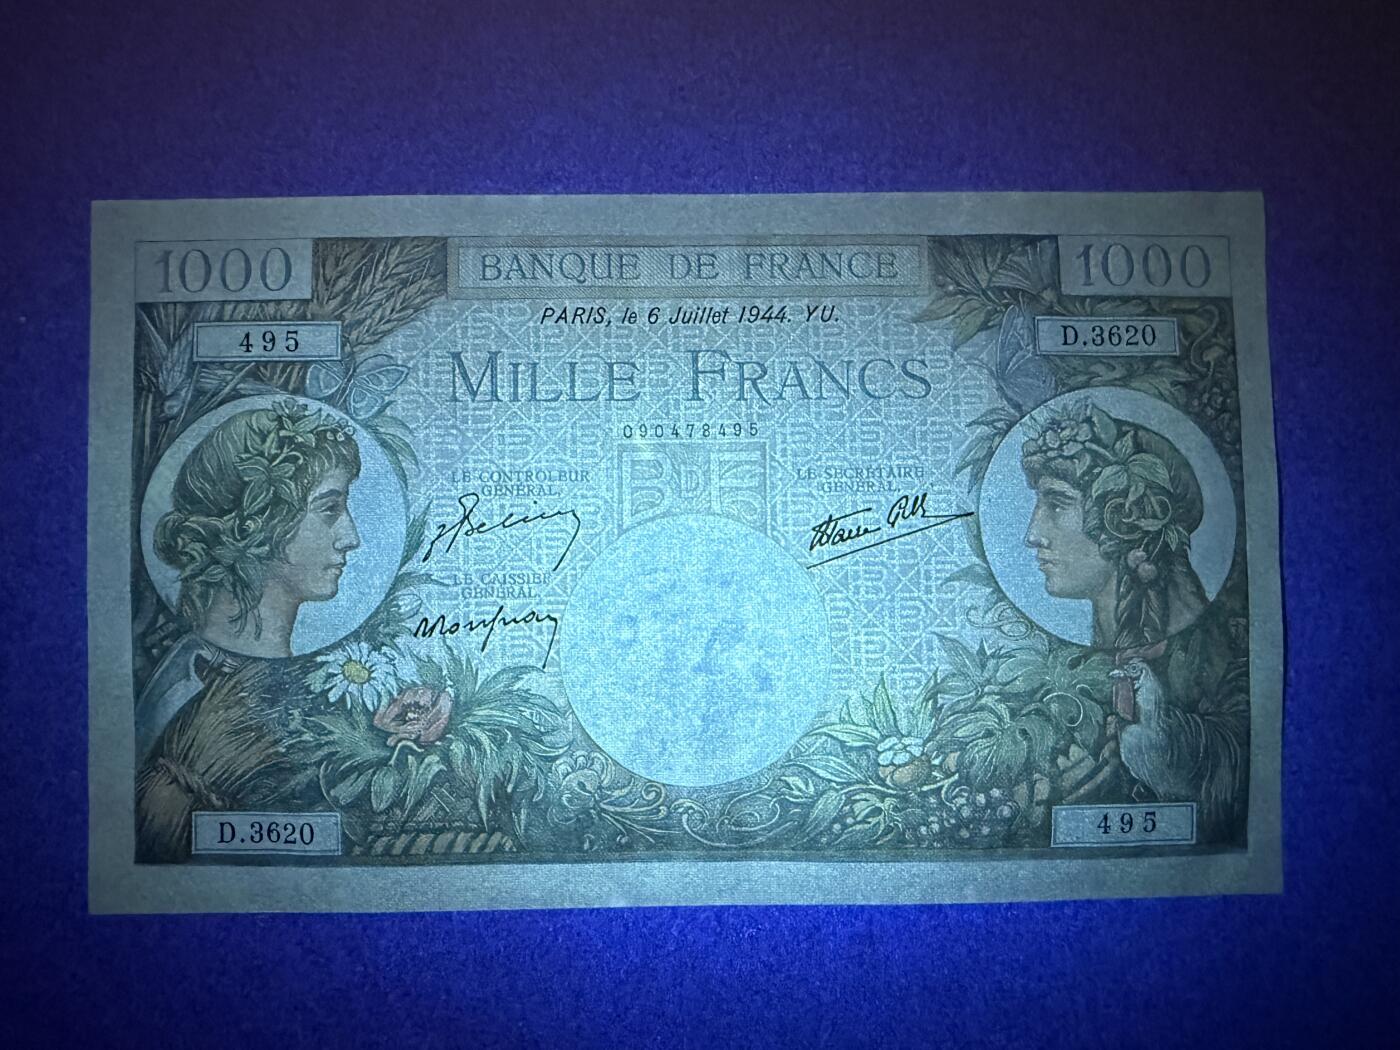 1000
BANQUE DE FRANCE
1000
PARIS, le 6 Juillet 1944. YU.
495
D.3620
MILLE FRANCS
090478495
BDF
LE CONTROLEUR
GÉNÉRAL,
LE SECRÉTAIRE
GÉNÉRAL,
LE CAISSIER
GÉNÉRAL,
D.3620
495